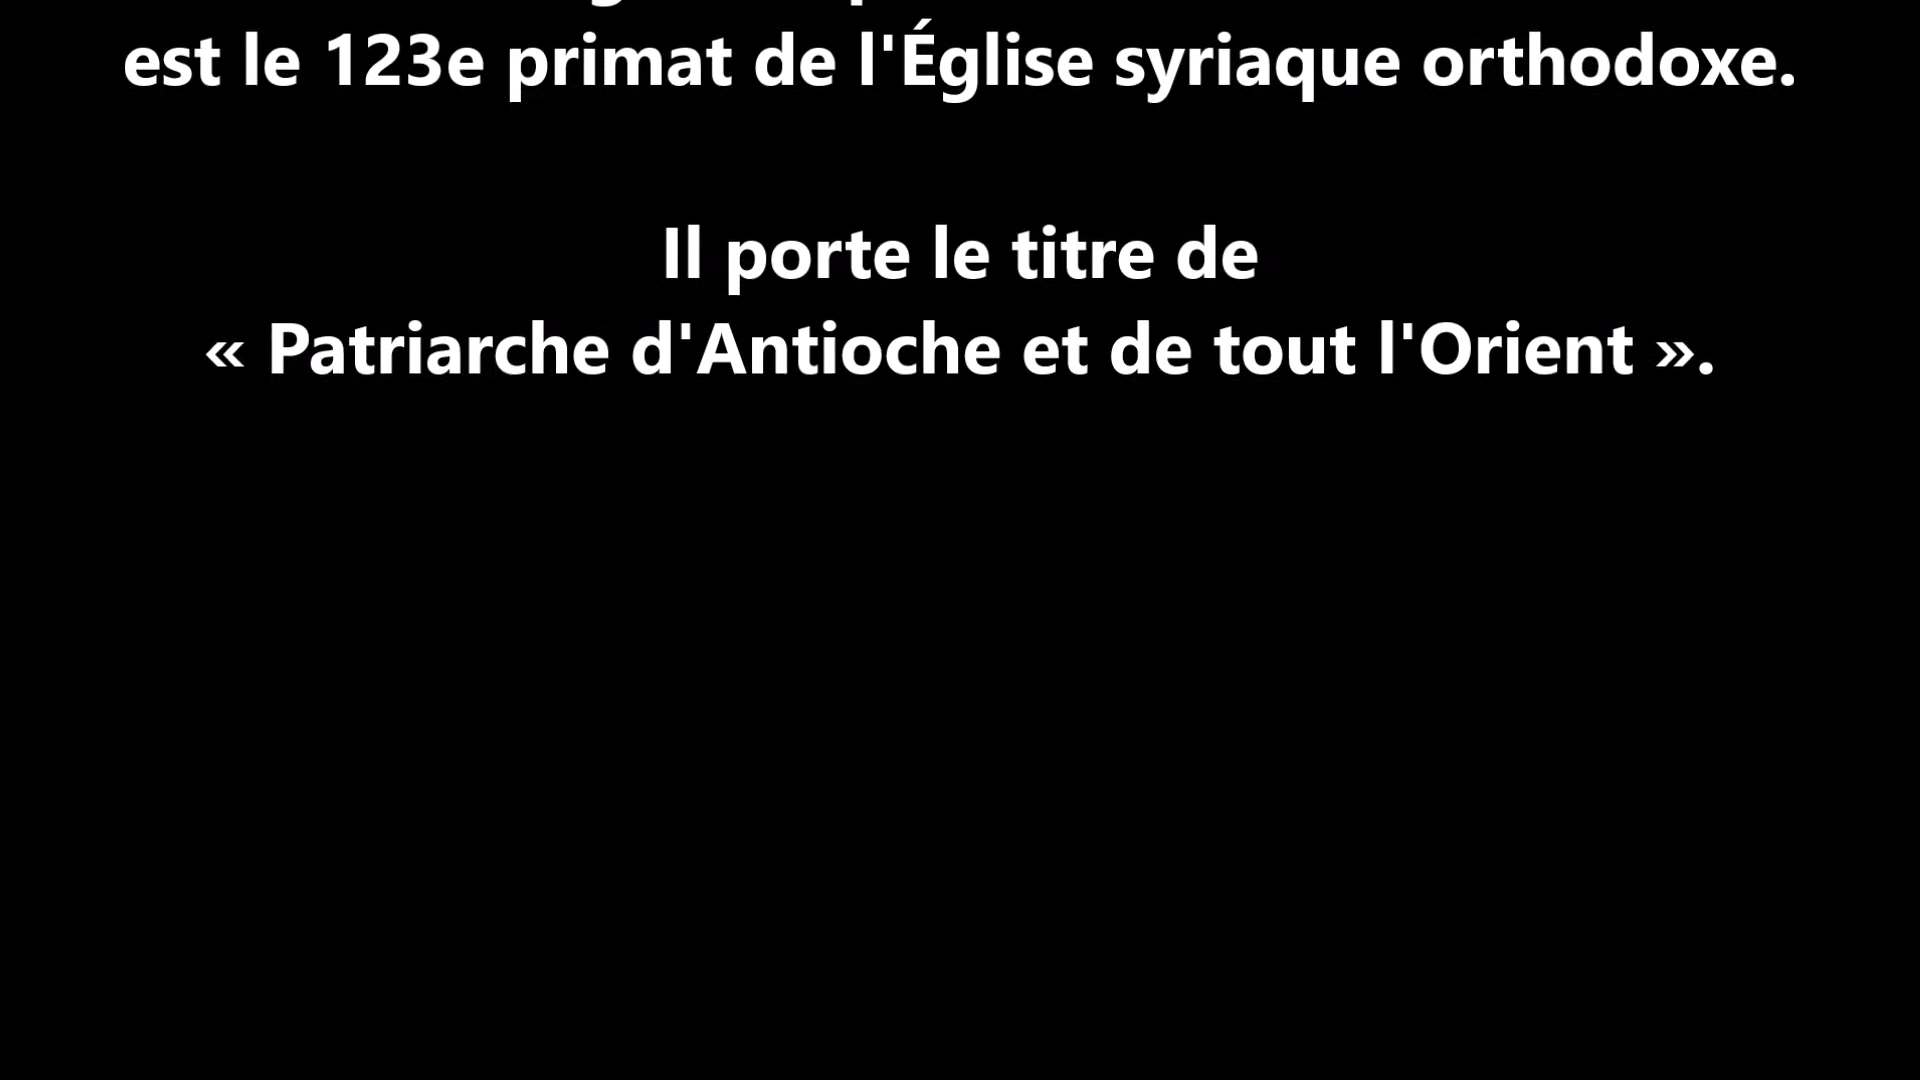 est le 123e primat de l'Église syriaque orthodoxe.
Il porte le titre de
« Patriarche d'Antioche et de tout l'Orient ».